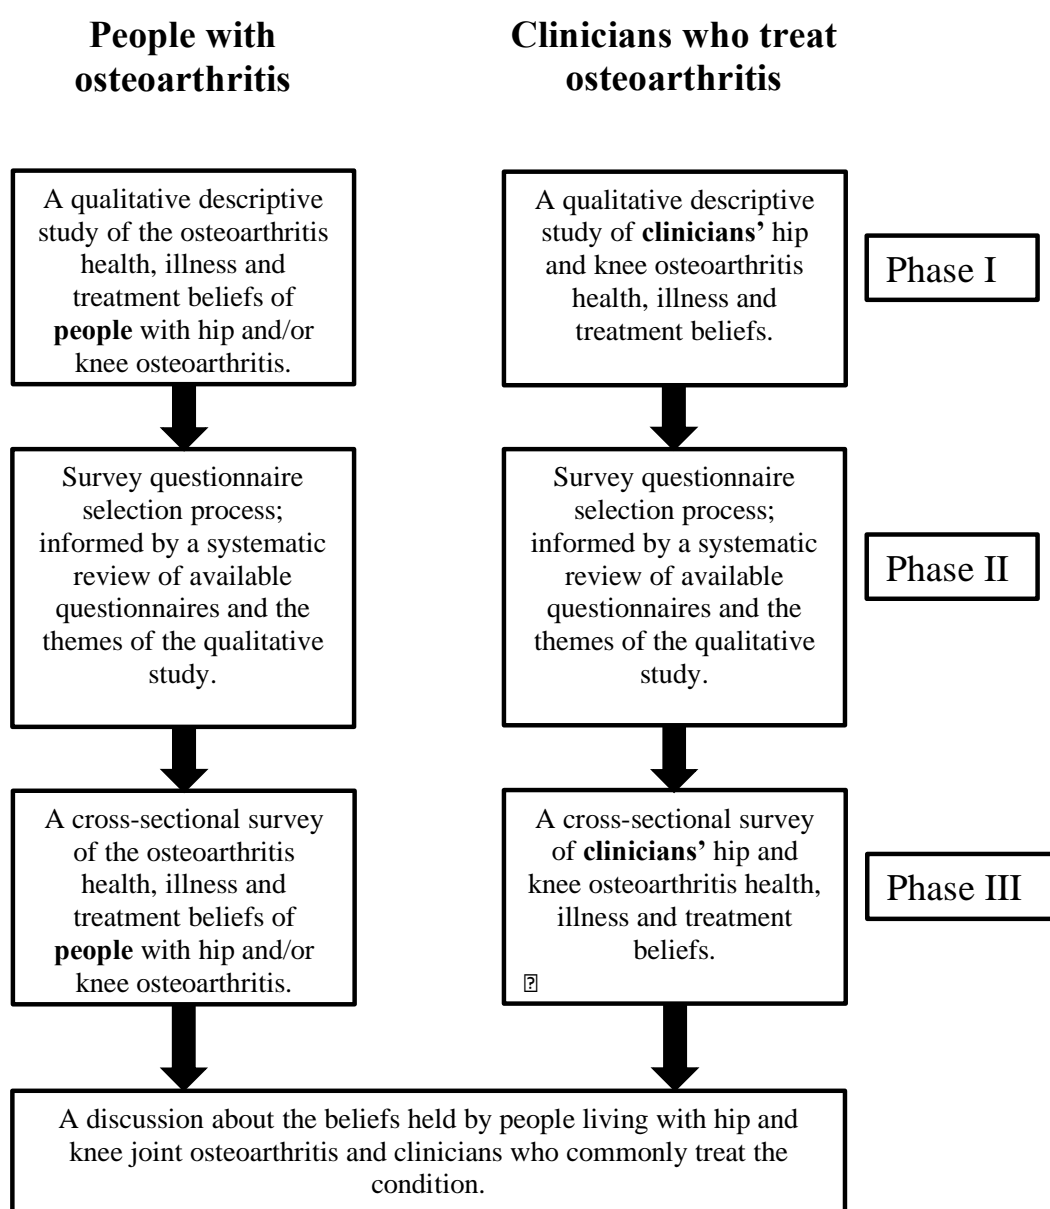 People with
osteoarthritis
Clinicians who treat
osteoarthritis
A qualitative descriptive
study of the osteoarthritis
health, illness and
treatment beliefs of
people with hip and/or
knee osteoarthritis.
A qualitative descriptive
study of clinicians’ hip
and knee osteoarthritis
health, illness and
treatment beliefs.
Phase I
Survey questionnaire
selection process;
informed by a systematic
review of available
questionnaires and the
themes of the qualitative
study.
Survey questionnaire
selection process;
informed by a systematic
review of available
questionnaires and the
themes of the qualitative
study.
Phase II
A cross-sectional survey
of the osteoarthritis
health, illness and
treatment beliefs of
people with hip and/or
knee osteoarthritis.
A cross-sectional survey
of clinicians’ hip and
knee osteoarthritis health,
illness and treatment
beliefs.
Phase III
A discussion about the beliefs held by people living with hip and
knee joint osteoarthritis and clinicians who commonly treat the
condition.